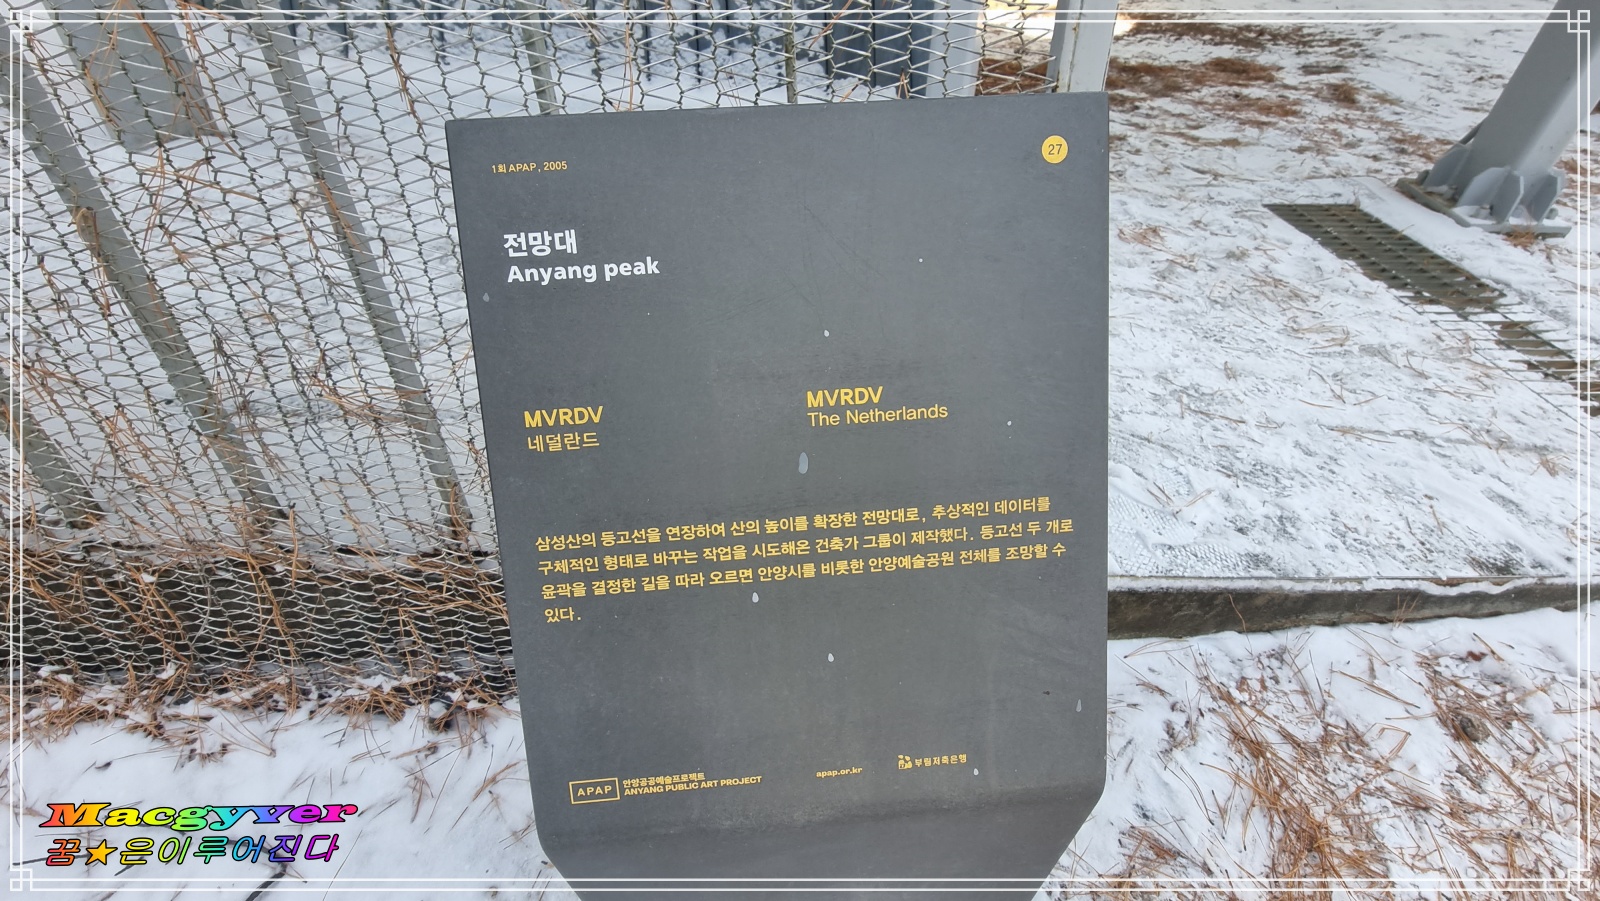 1회 APAP, 2005
27
전망대
Anyang peak
MVRDV
네덜란드
MVRDV
The Netherlands
삼성산의 등고선을 연장하여 산의 높이를 확장한 전망대로, 추상적인 데이터를
구체적인 형태로 바꾸는 작업을 시도해온 건축가 그룹이 제작했다. 등고선 두 개로
윤곽을 결정한 길을 따라 오르면 안양시를 비롯한 안양예술공원 전체를 조망할 수
있다.
APAP
안양공공예술프로젝트
ANYANG PUBLIC ART PROJECT
apap.or.kr
부림저축은행
Macgyver
꿈★은이루어진다